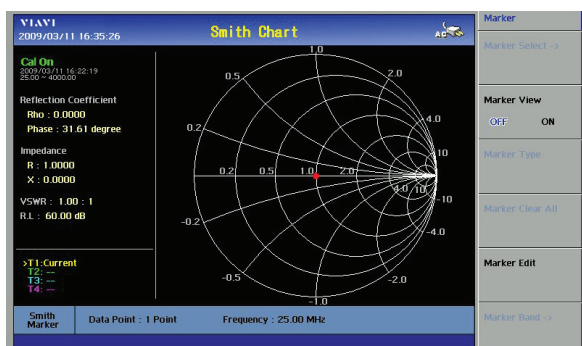 VIAVI
2009/03/11 16:35:26
Smith Chart
AC
Cal On
2009/03/11 16:22:19
25.00 ~ 4000.00
Reflection Coefficient
Rho : 0.0000
Phase : 31.61 degree
Impedance
R : 1.0000
X : 0.0000
VSWR : 1.00 : 1
R.L : 60.00 dB
>T1:Current
T2: --
T3: --
T4: --
1.0
0.5
2.0
0.2
4.0
10
0.2 0.5 1.0 2.0 4.0 10
-10
-0.2
-4.0
-0.5
-2.0
-1.0
Smith
Marker
Data Point : 1 Point
Frequency : 25.00 MHz
Marker
Marker Select ->
Marker View
OFF ON
Marker Type
Marker Clear All
Marker Edit
Marker Band ->